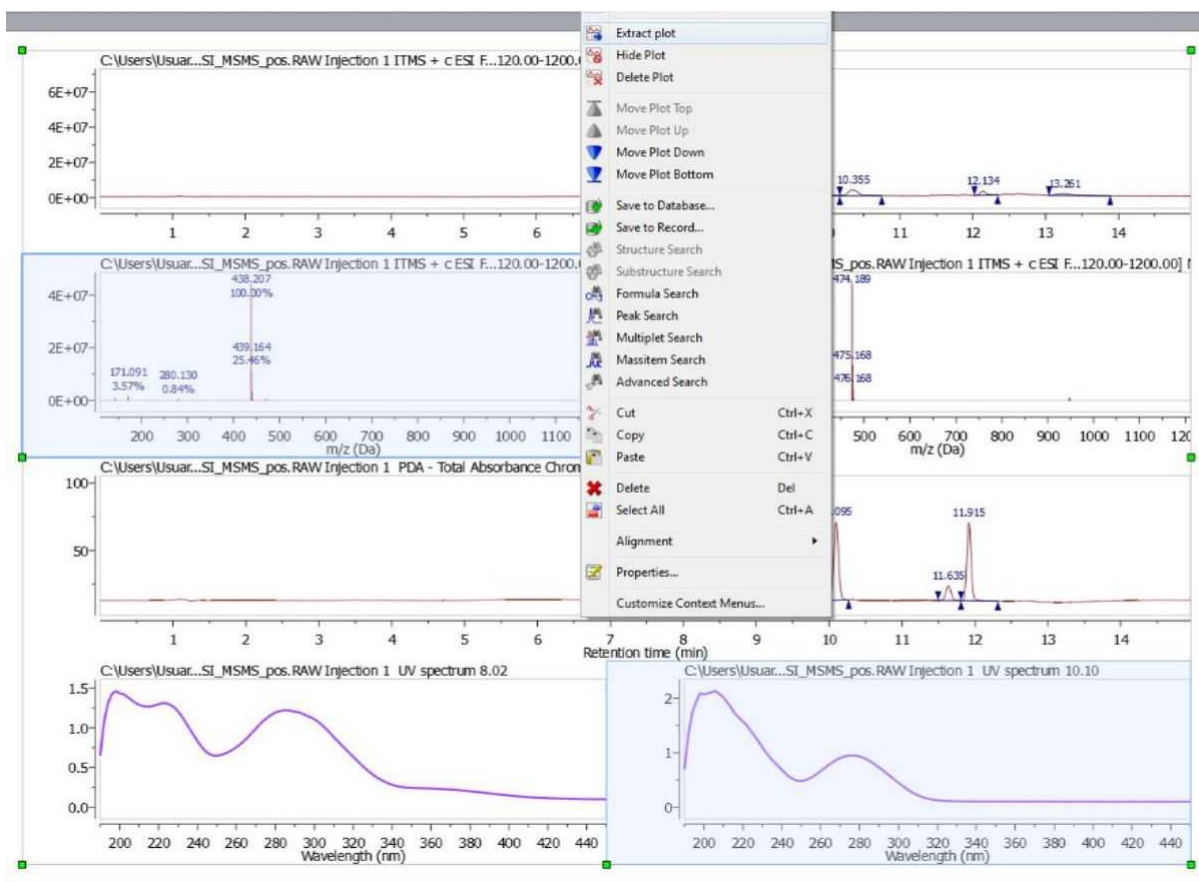 Extract plot
Hide Plot
Delete Plot
Move Plot Top
Move Plot Up
Move Plot Down
Move Plot Bottom
Save to Database...
Save to Record...
Structure Search
Substructure Search
Formula Search
Peak Search
Multiplet Search
Massitem Search
Advanced Search
Cut Ctrl+X
Copy Ctrl+C
Paste Ctrl+V
Delete Del
Select All Ctrl+A
Alignment
Properties...
Customize Context Menus...
C:\Users\Usuar...SI_MSMS_pos.RAW Injection 1 ITMS + c ESI F...120.00-1200.
6E+07
4E+07
2E+07
0E+00
10.355 12.134 13.261
1 2 3 4 5 6 11 12 13 14
C:\Users\Usuar...SI_MSMS_pos.RAW Injection 1 ITMS + c ESI F...120.00-1200.
4E+07
2E+07
0E+00
438.207
100.00%
439.164
25.46%
171.091
3.57%
280.130
0.84%
200 300 400 500 600 700 800 900 1000 1100
m/z (Da)
_pos.RAW Injection 1 ITMS + c ESI F...120.00-1200.00]
474.189
475.168
476.168
500 600 700 800 900 1000 1100
m/z (Da)
C:\Users\Usuar...SI_MSMS_pos.RAW Injection 1 PDA - Total Absorbance Chron
100
50
.095 11.635 11.915
1 2 3 4 5 6 7 8 9 10 11 12 13 14
Retention time (min)
C:\Users\Usuar...SI_MSMS_pos.RAW Injection 1 UV spectrum 8.02
1.5
1.0
0.5
0.0
200 220 240 260 280 300 320 340 360 380 400 420 440
Wavelength (nm)
C:\Users\Usuar...SI_MSMS_pos.RAW Injection 1 UV spectrum 10.10
2
1
0
200 220 240 260 280 300 320 340 360 380 400 420 440
Wavelength (nm)